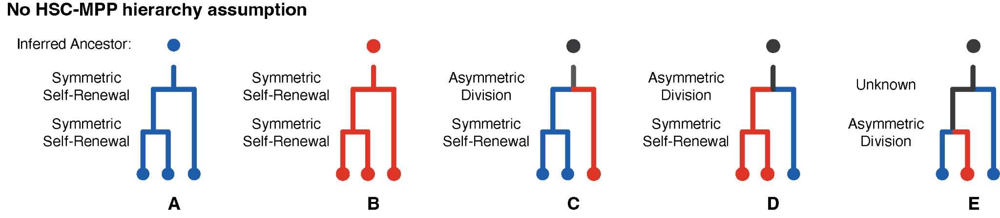 No HSC-MPP hierarchy assumption
Inferred Ancestor:
Symmetric
Self-Renewal
Symmetric
Self-Renewal
A
Symmetric
Self-Renewal
Symmetric
Self-Renewal
B
Asymmetric
Division
Symmetric
Self-Renewal
C
Asymmetric
Division
Symmetric
Self-Renewal
D
Unknown
Asymmetric
Division
E